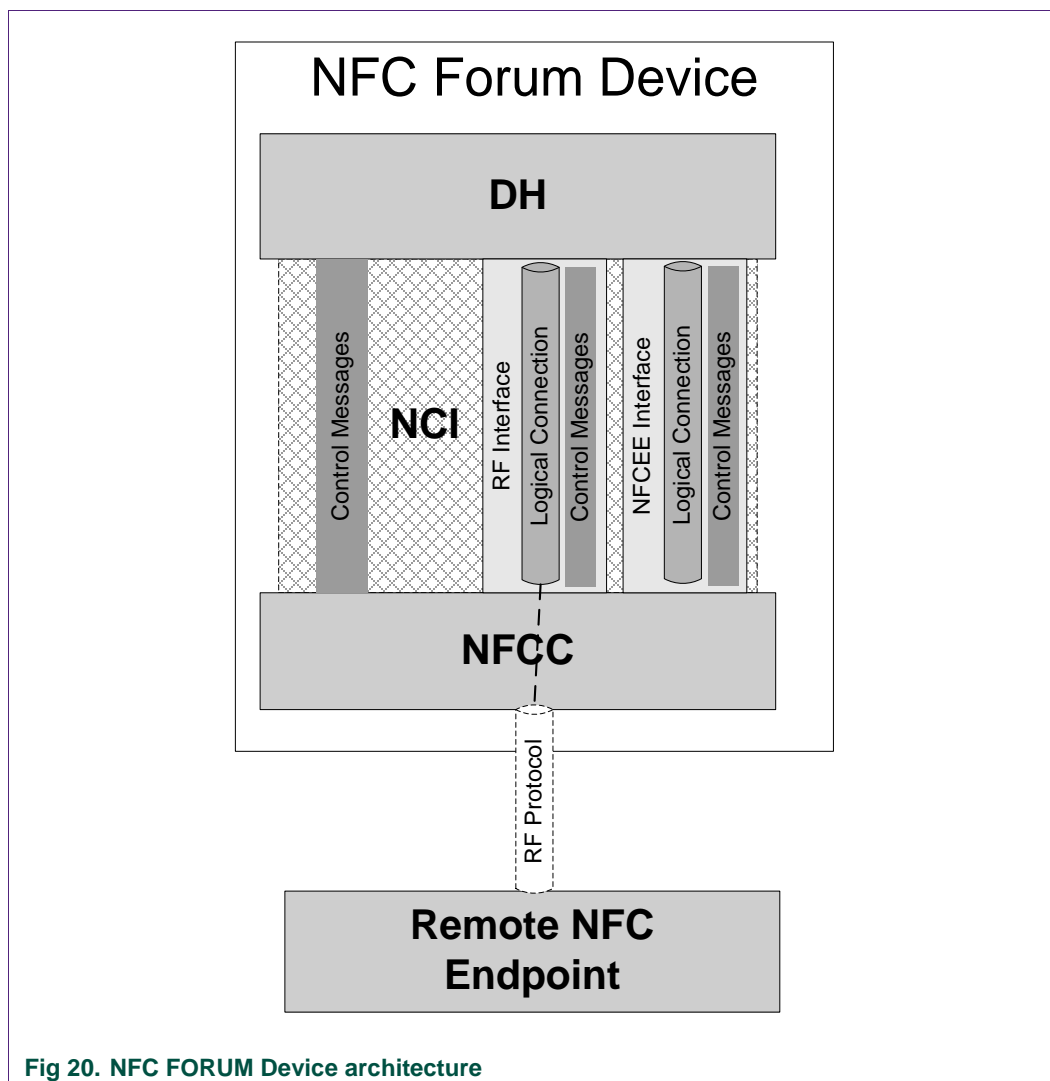 NFC Forum Device
DH
Control Messages
NCI
RF Interface
Logical Connection
Control Messages
NFCEE Interface
Logical Connection
Control Messages
NFCC
RF Protocol
Remote NFC
Endpoint
Fig 20. NFC FORUM Device architecture